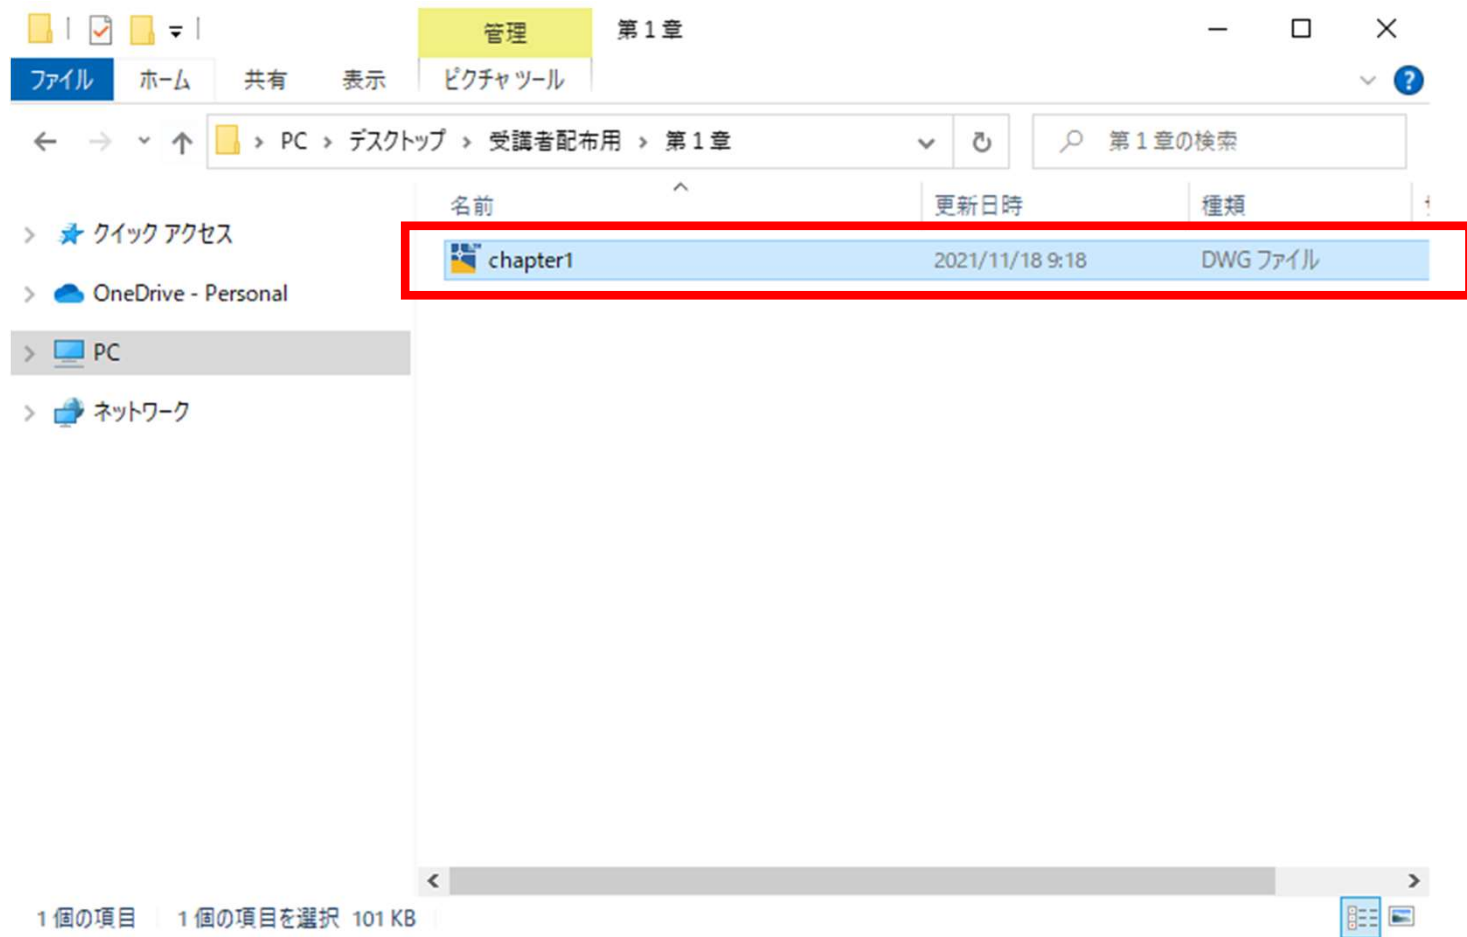 管理 第１章
ファイル ホーム 共有 表示 ピクチャ ツール
PC › デスクトップ › 受講者配布用 › 第１章 第１章の検索
名前 更新日時 種類
クイック アクセス
chapter1 2021/11/18 9:18 DWG ファイル
OneDrive - Personal
PC
ネットワーク
1 個の項目 1 個の項目を選択 101 KB